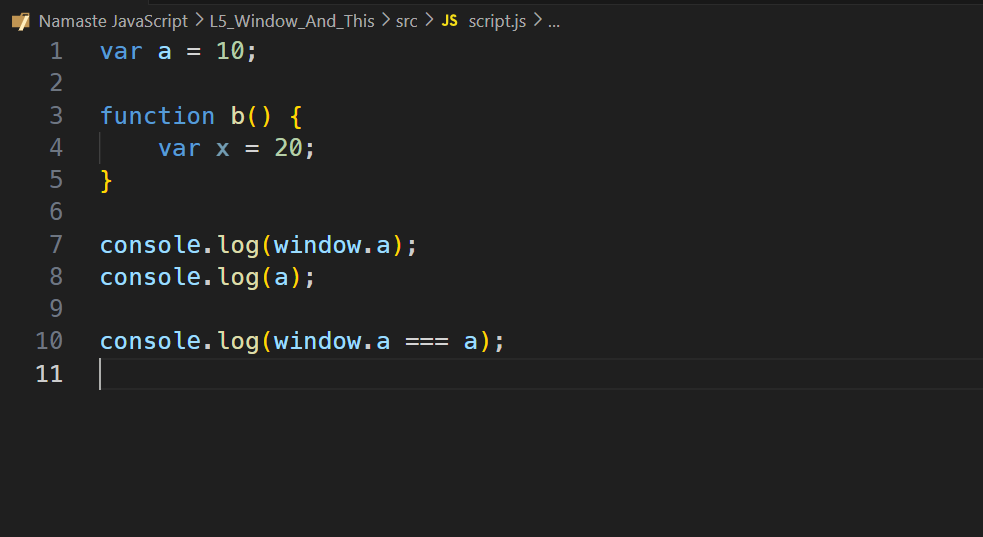 Namaste JavaScript > L5_Window_And_This > src > JS script.js > ...
1 var a = 10;
2
3 function b() {
4     var x = 20;
5 }
6
7 console.log(window.a);
8 console.log(a);
9
10 console.log(window.a === a);
11